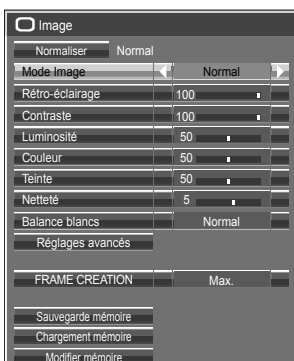 Image
Normaliser Normal
Mode Image Normal
Rétro-éclairage 100
Contraste 100
Luminosité 50
Couleur 50
Teinte 50
Netteté 5
Balance blancs Normal
Réglages avancés
FRAME CREATION Max.
Sauvegarde mémoire
Chargement mémoire
Modifier mémoire